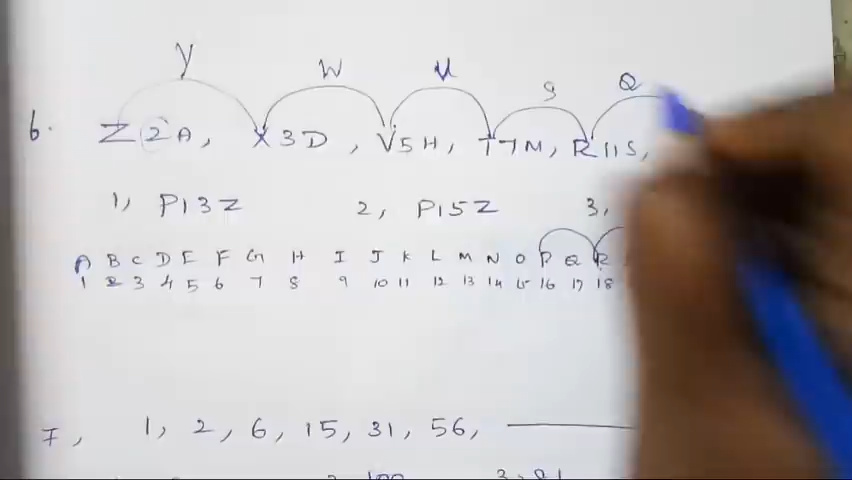 Y W U S Q
6. Z2A, X3D, V5H, T7M, R11S,
1, P13Z 2, P15Z 3,
A B C D E F G H I J K L M N O P Q R
1 2 3 4 5 6 7 8 9 10 11 12 13 14 15 16 17 18
7, 1, 2, 6, 15, 31, 56,